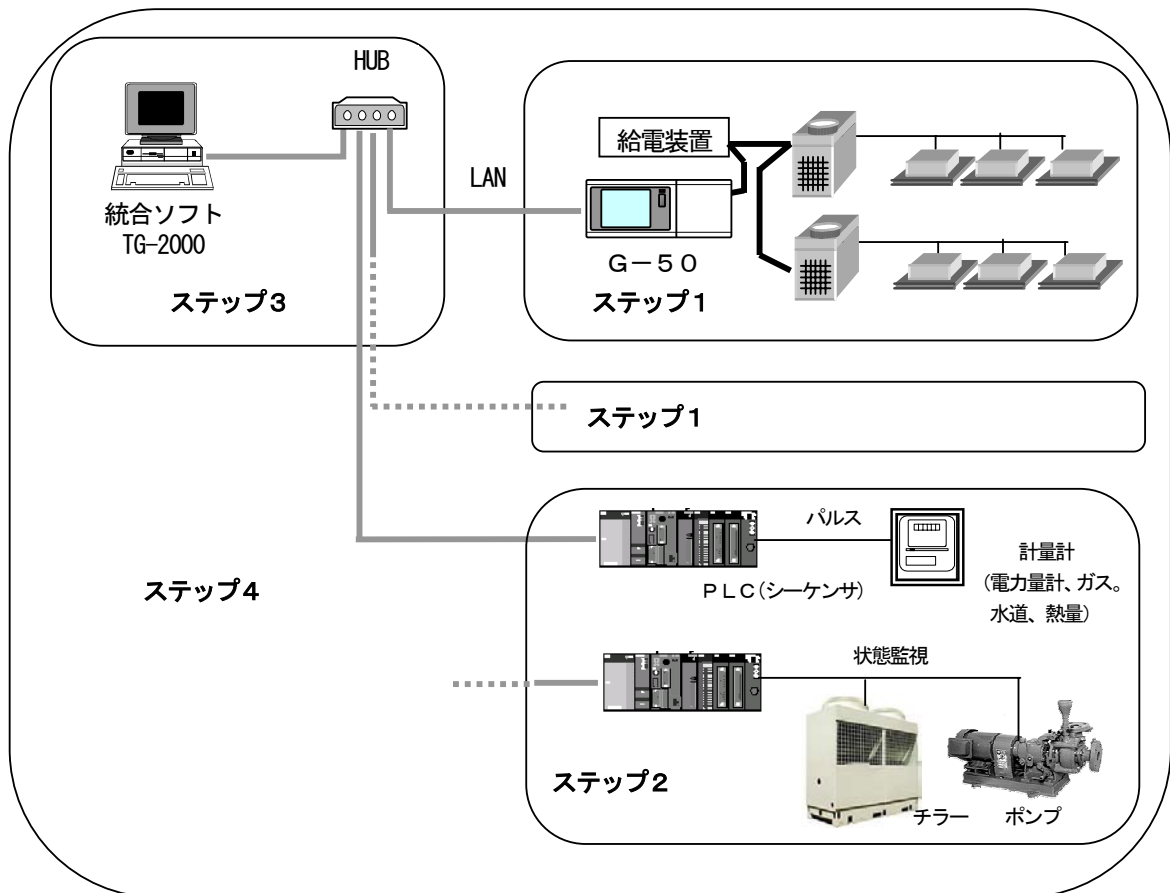 HUB
統合ソフト
TG-2000
ステップ3
LAN
給電装置
G-50
ステップ1
ステップ1
パルス
PLC(シーケンサ)
計量計
(電力量計、ガス。
水道、熱量)
ステップ4
状態監視
ステップ2
チラー
ポンプ